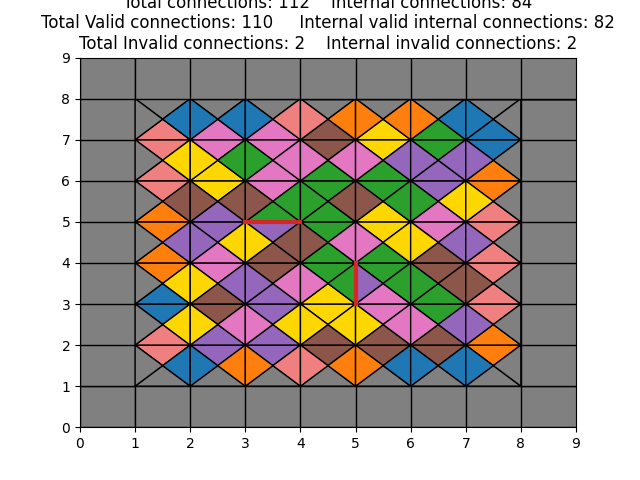 Total connections: 112    Internal connections: 84
Total Valid connections: 110    Internal valid internal connections: 82
Total Invalid connections: 2    Internal invalid connections: 2
9
8
7
6
5
4
3
2
1
0
0 1 2 3 4 5 6 7 8 9